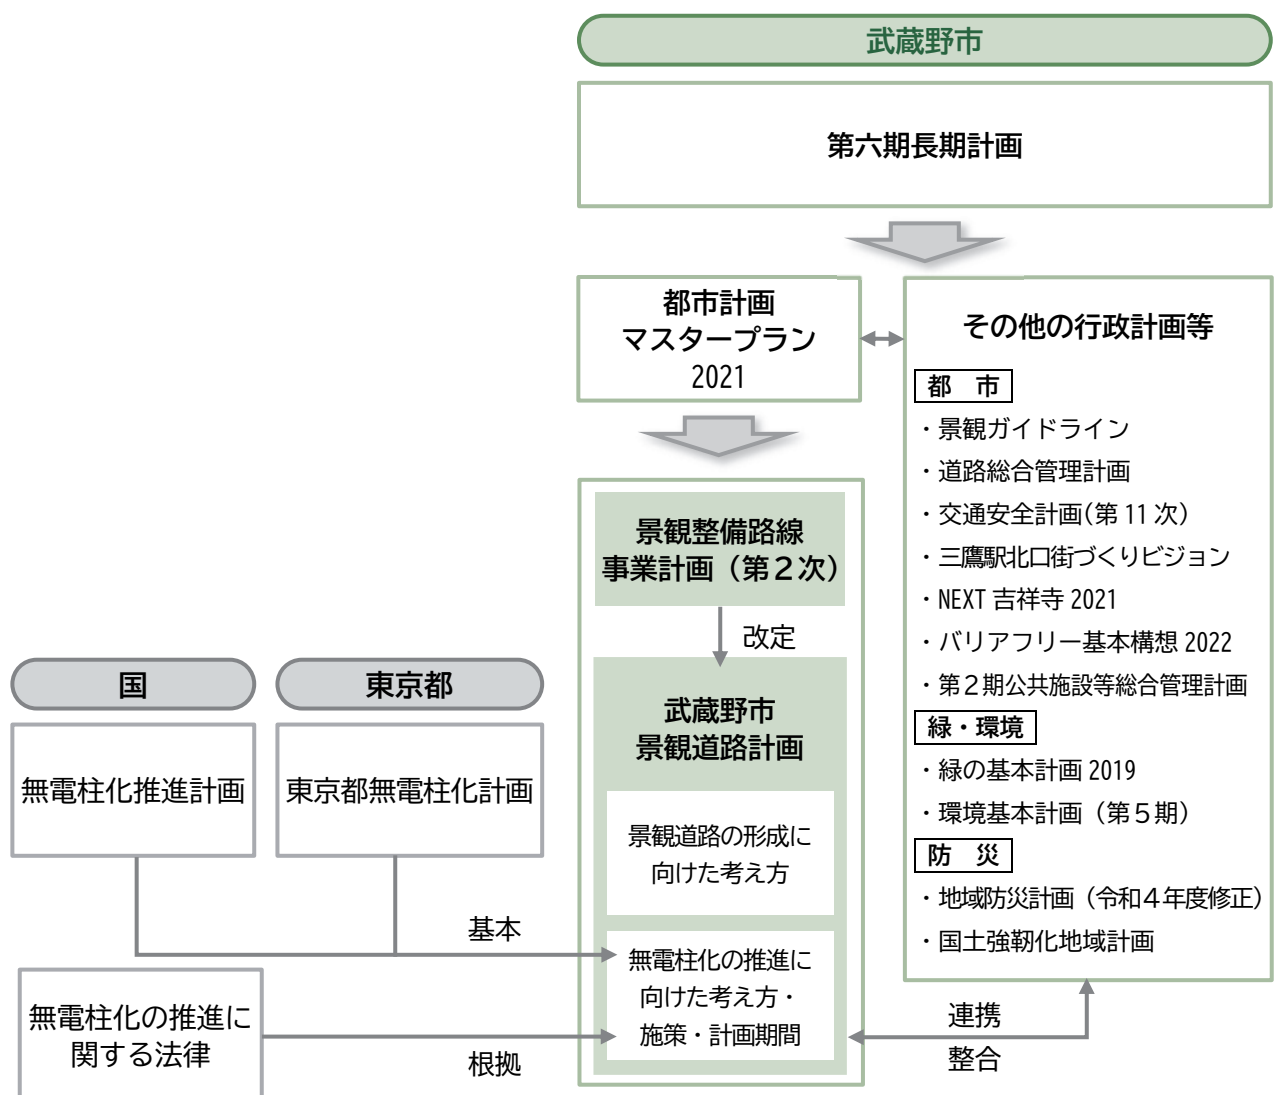 武蔵野市
第六期長期計画
都市計画
マスタープラン
2021
その他の行政計画等
都　市
・景観ガイドライン
・道路総合管理計画
・交通安全計画(第 11 次)
・三鷹駅北口街づくりビジョン
・NEXT 吉祥寺 2021
・バリアフリー基本構想 2022
・第２期公共施設等総合管理計画
緑・環境
・緑の基本計画 2019
・環境基本計画（第５期）
防　災
・地域防災計画（令和４年度修正）
・国土強靭化地域計画
景観整備路線
事業計画（第２次）
改定
武蔵野市
景観道路計画
景観道路の形成に
向けた考え方
無電柱化の推進に
向けた考え方・
施策・計画期間
国
無電柱化推進計画
東京都
東京都無電柱化計画
基本
無電柱化の推進に
関する法律
根拠
連携
整合